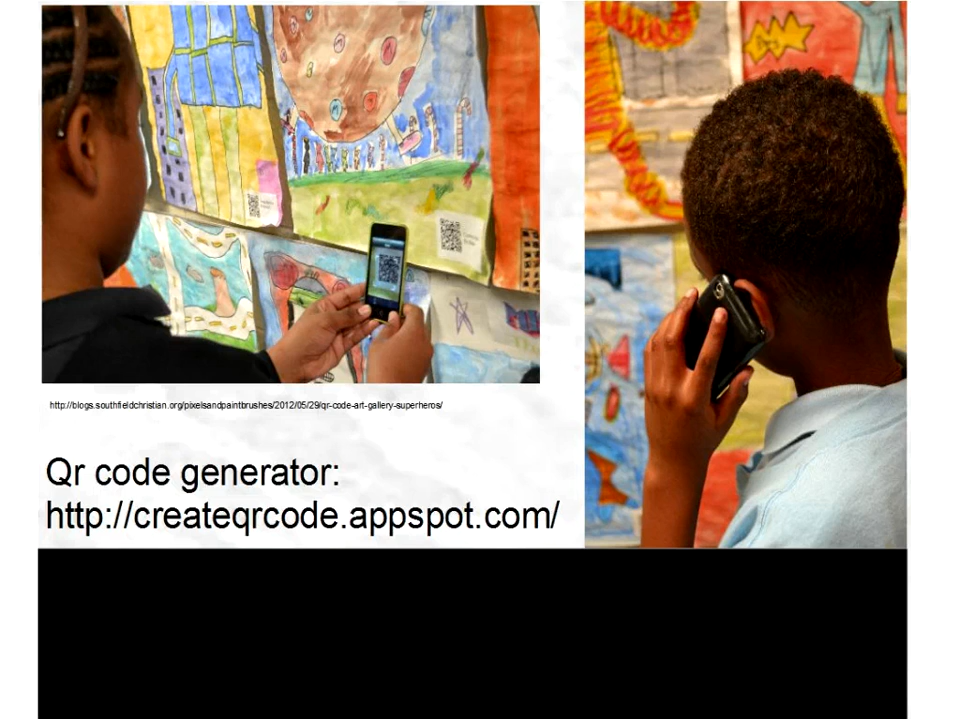 http://blogs.southfieldchristian.org/pixelsandpaintbrushes/2012/05/29/qr-code-art-gallery-superheros/
Qr code generator:
http://createqrcode.appspot.com/